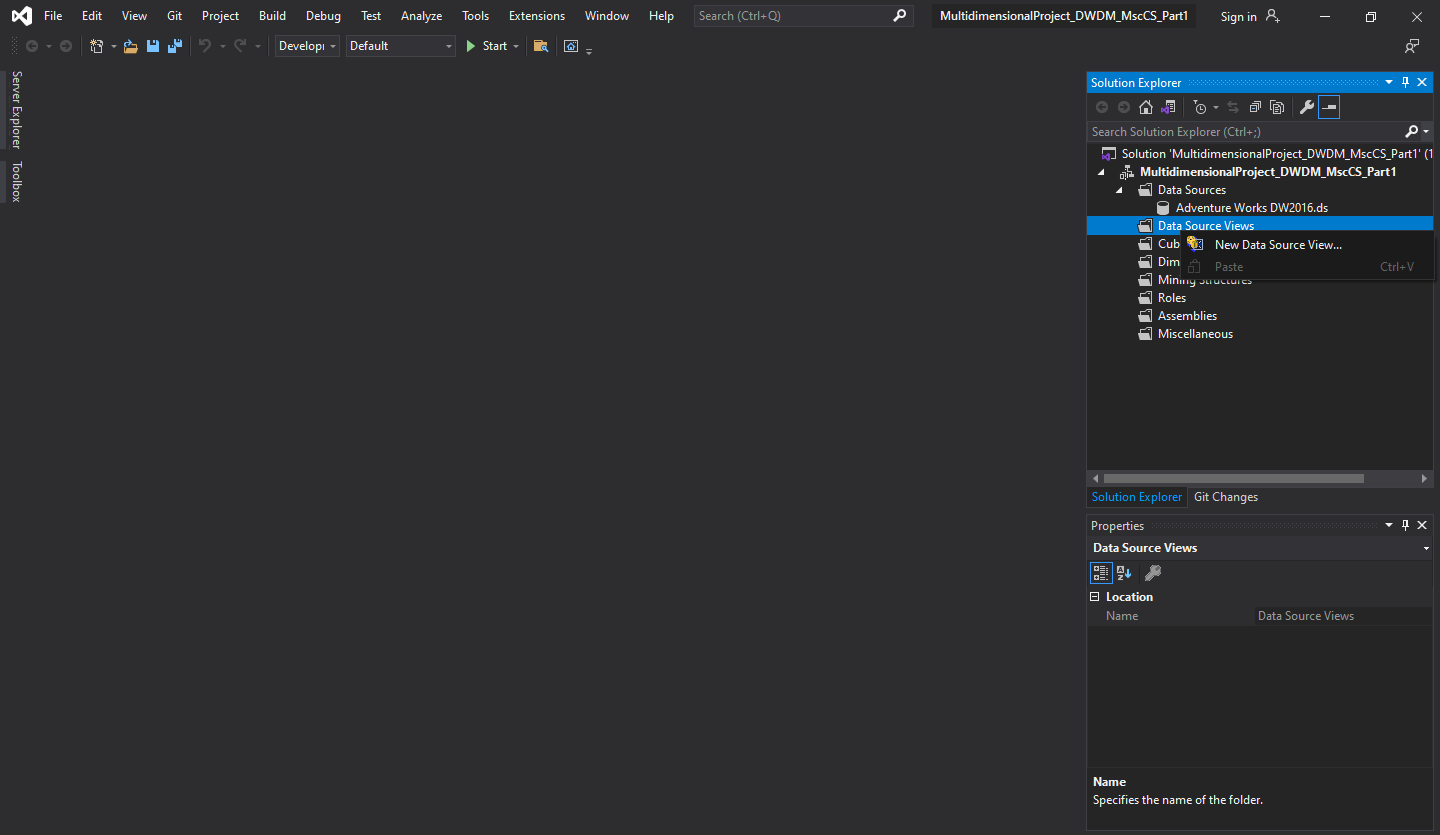 File Edit View Git Project Build Debug Test Analyze Tools Extensions Window Help Search (Ctrl+Q) MultidimensionalProject_DWDM_MscCS_Part1 Sign in
Default Start
Server Explorer
Toolbox
Solution Explorer
Search Solution Explorer (Ctrl+;)
Solution 'MultidimensionalProject_DWDM_MscCS_Part1' (1
MultidimensionalProject_DWDM_MscCS_Part1
Data Sources
Adventure Works DW2016.ds
Data Source Views
Cub
New Data Source View...
Dim
Paste Ctrl+V
Mining Structures
Roles
Assemblies
Miscellaneous
Solution Explorer Git Changes
Properties
Data Source Views
Location
Name Data Source Views
Name
Specifies the name of the folder.